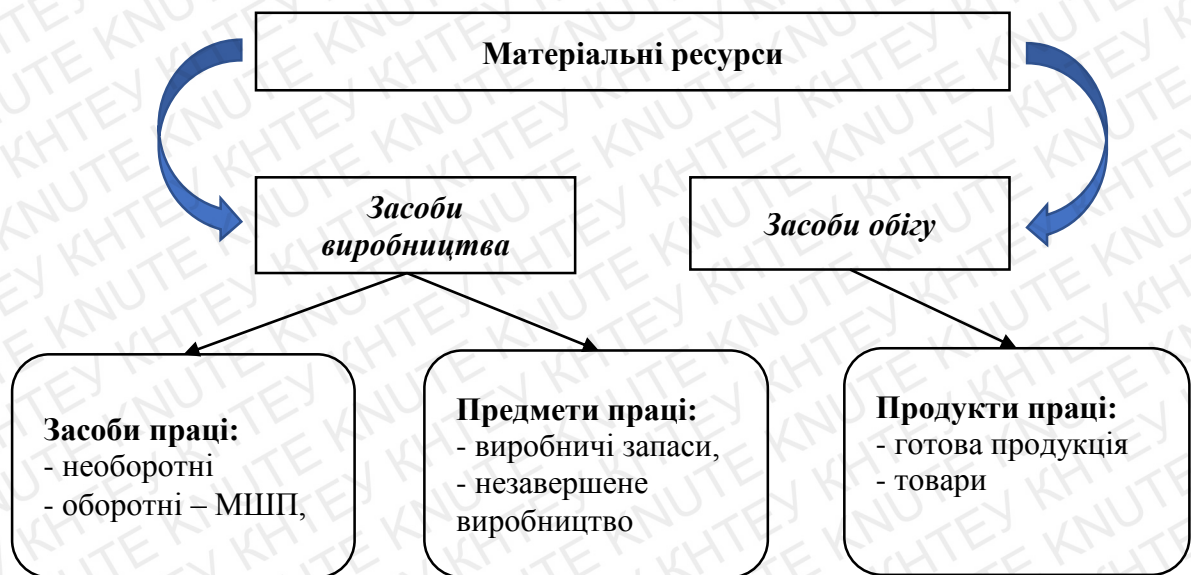 Матеріальні ресурси
Засоби
виробництва
Засоби обігу
Засоби праці:
- необоротні
- оборотні – МШП,
Предмети праці:
- виробничі запаси,
- незавершене
виробництво
Продукти праці:
- готова продукція
- товари